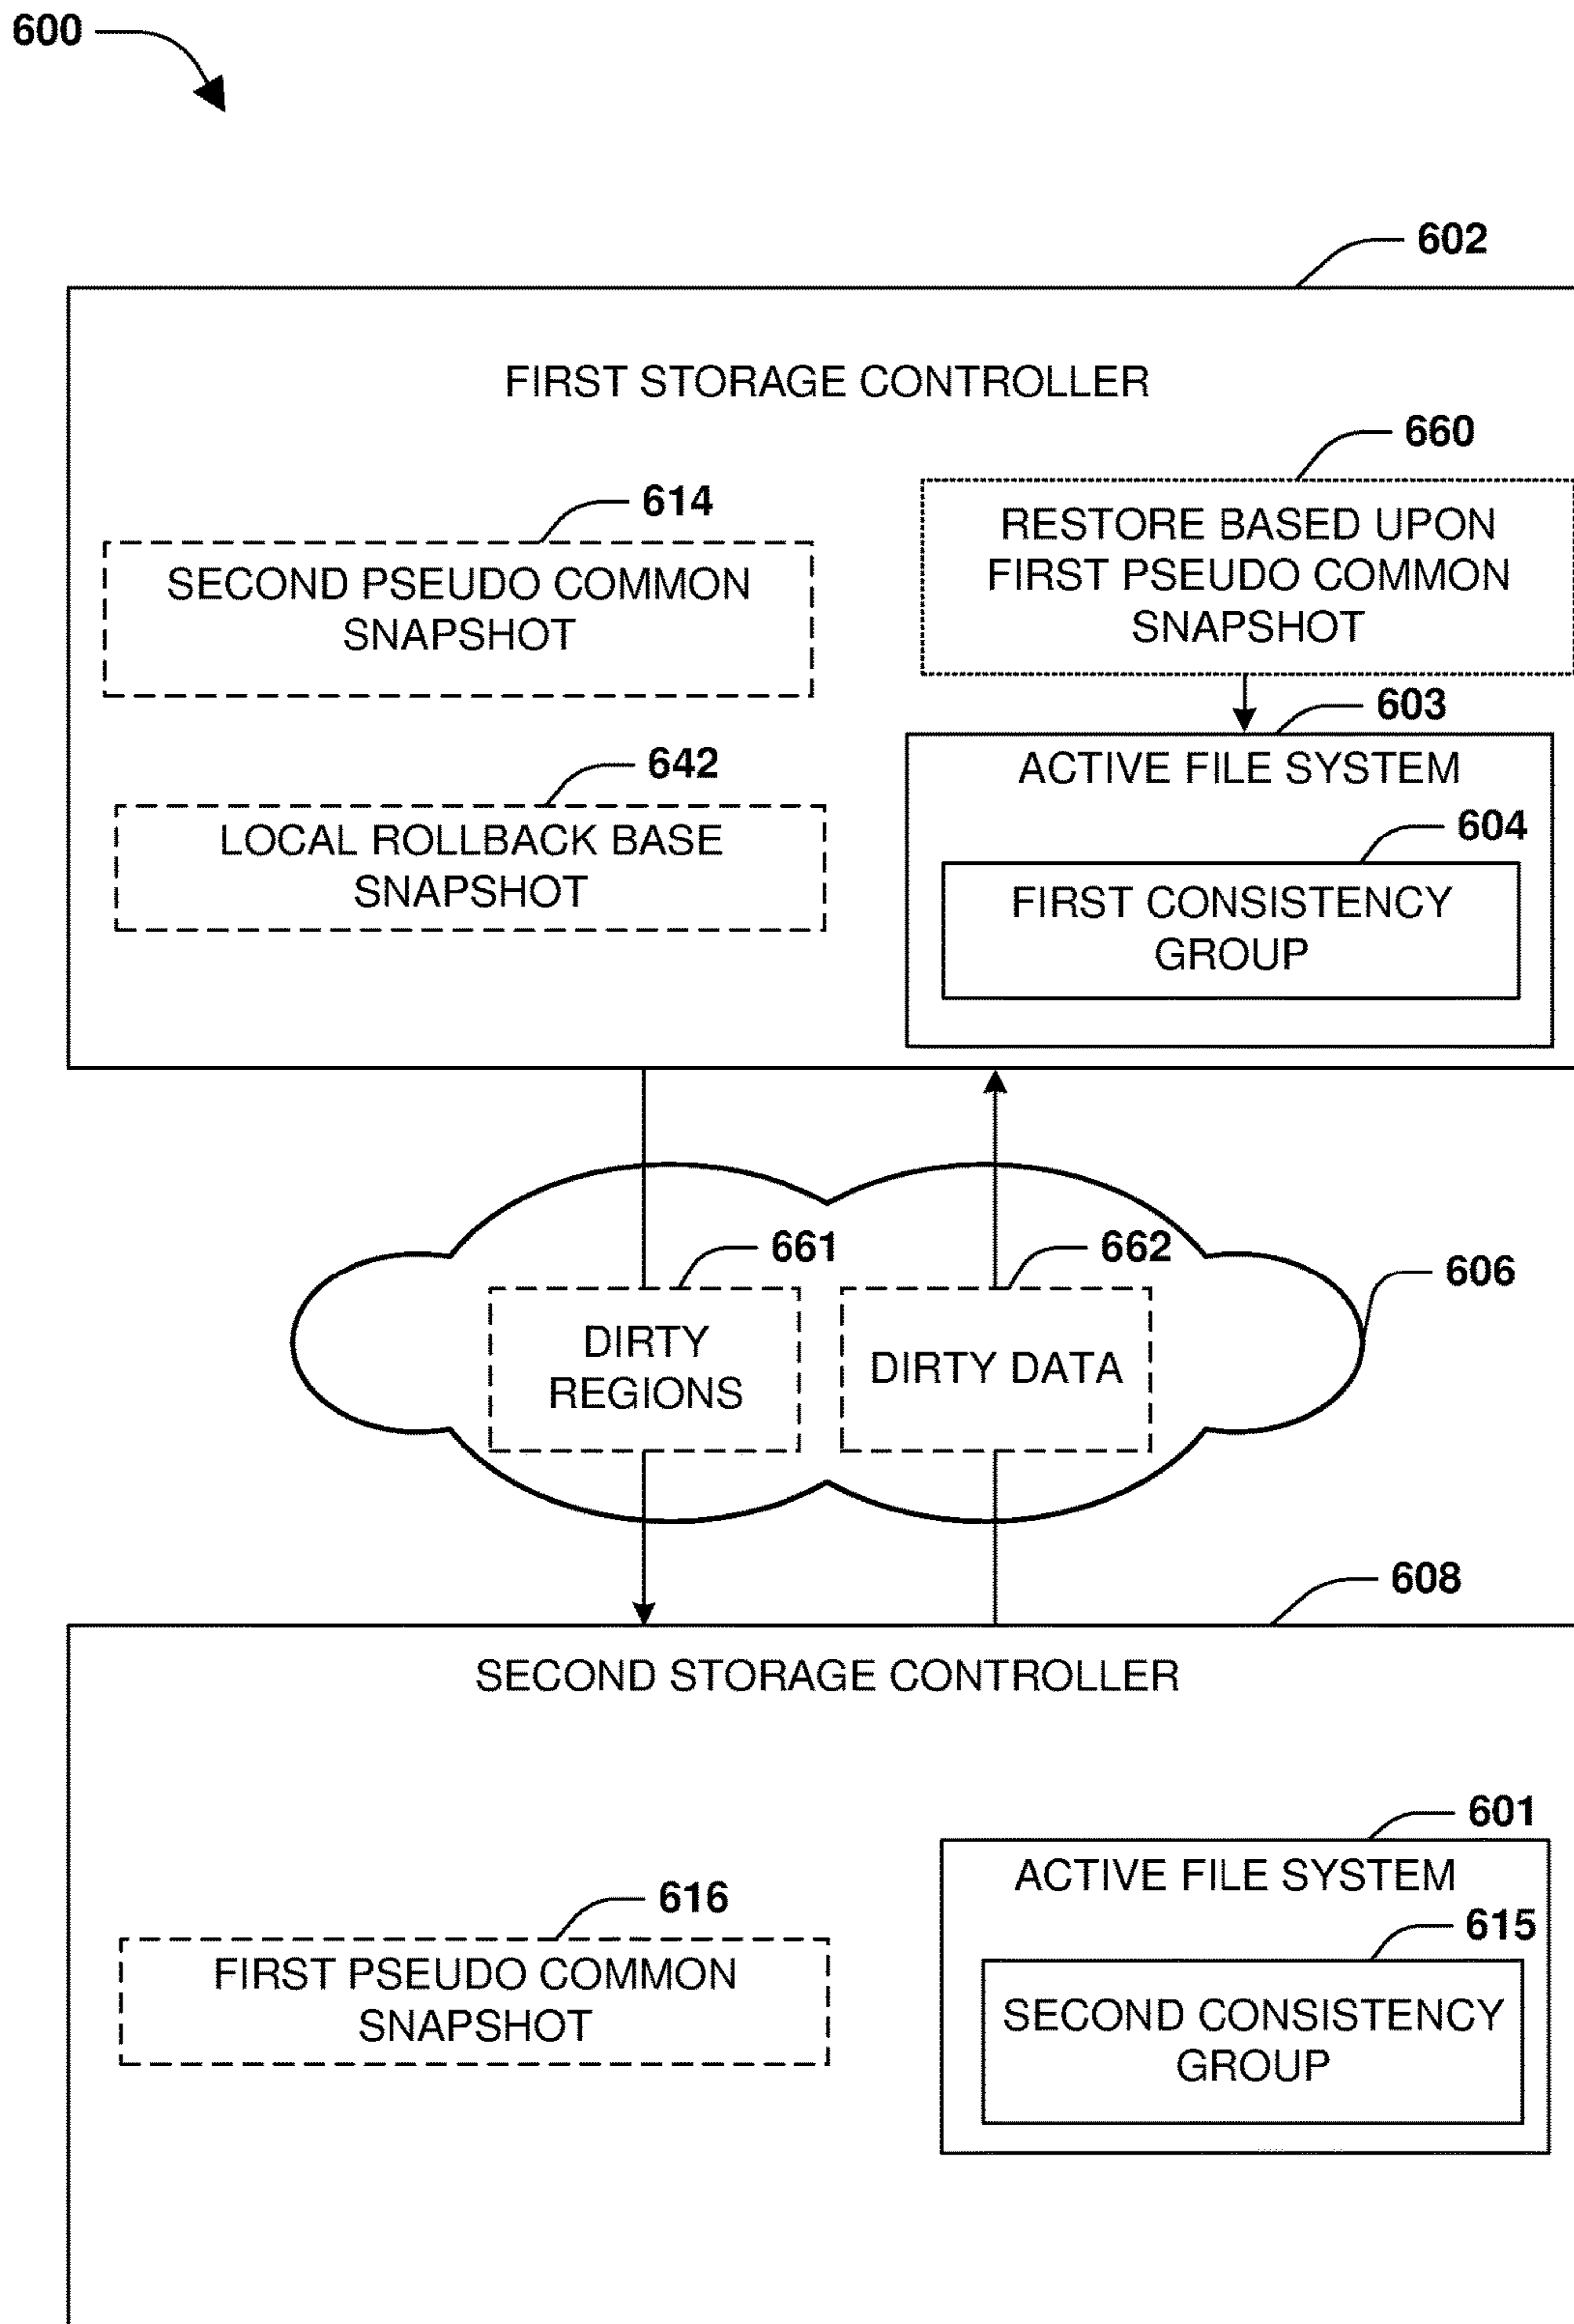 600
602
FIRST STORAGE CONTROLLER
660
614
RESTORE BASED UPON
FIRST PSEUDO COMMON
SNAPSHOT
SECOND PSEUDO COMMON
SNAPSHOT
603
642
ACTIVE FILE SYSTEM
604
LOCAL ROLLBACK BASE
SNAPSHOT
FIRST CONSISTENCY
GROUP
661
662
606
DIRTY
REGIONS
DIRTY DATA
608
SECOND STORAGE CONTROLLER
601
ACTIVE FILE SYSTEM
616
615
FIRST PSEUDO COMMON
SNAPSHOT
SECOND CONSISTENCY
GROUP